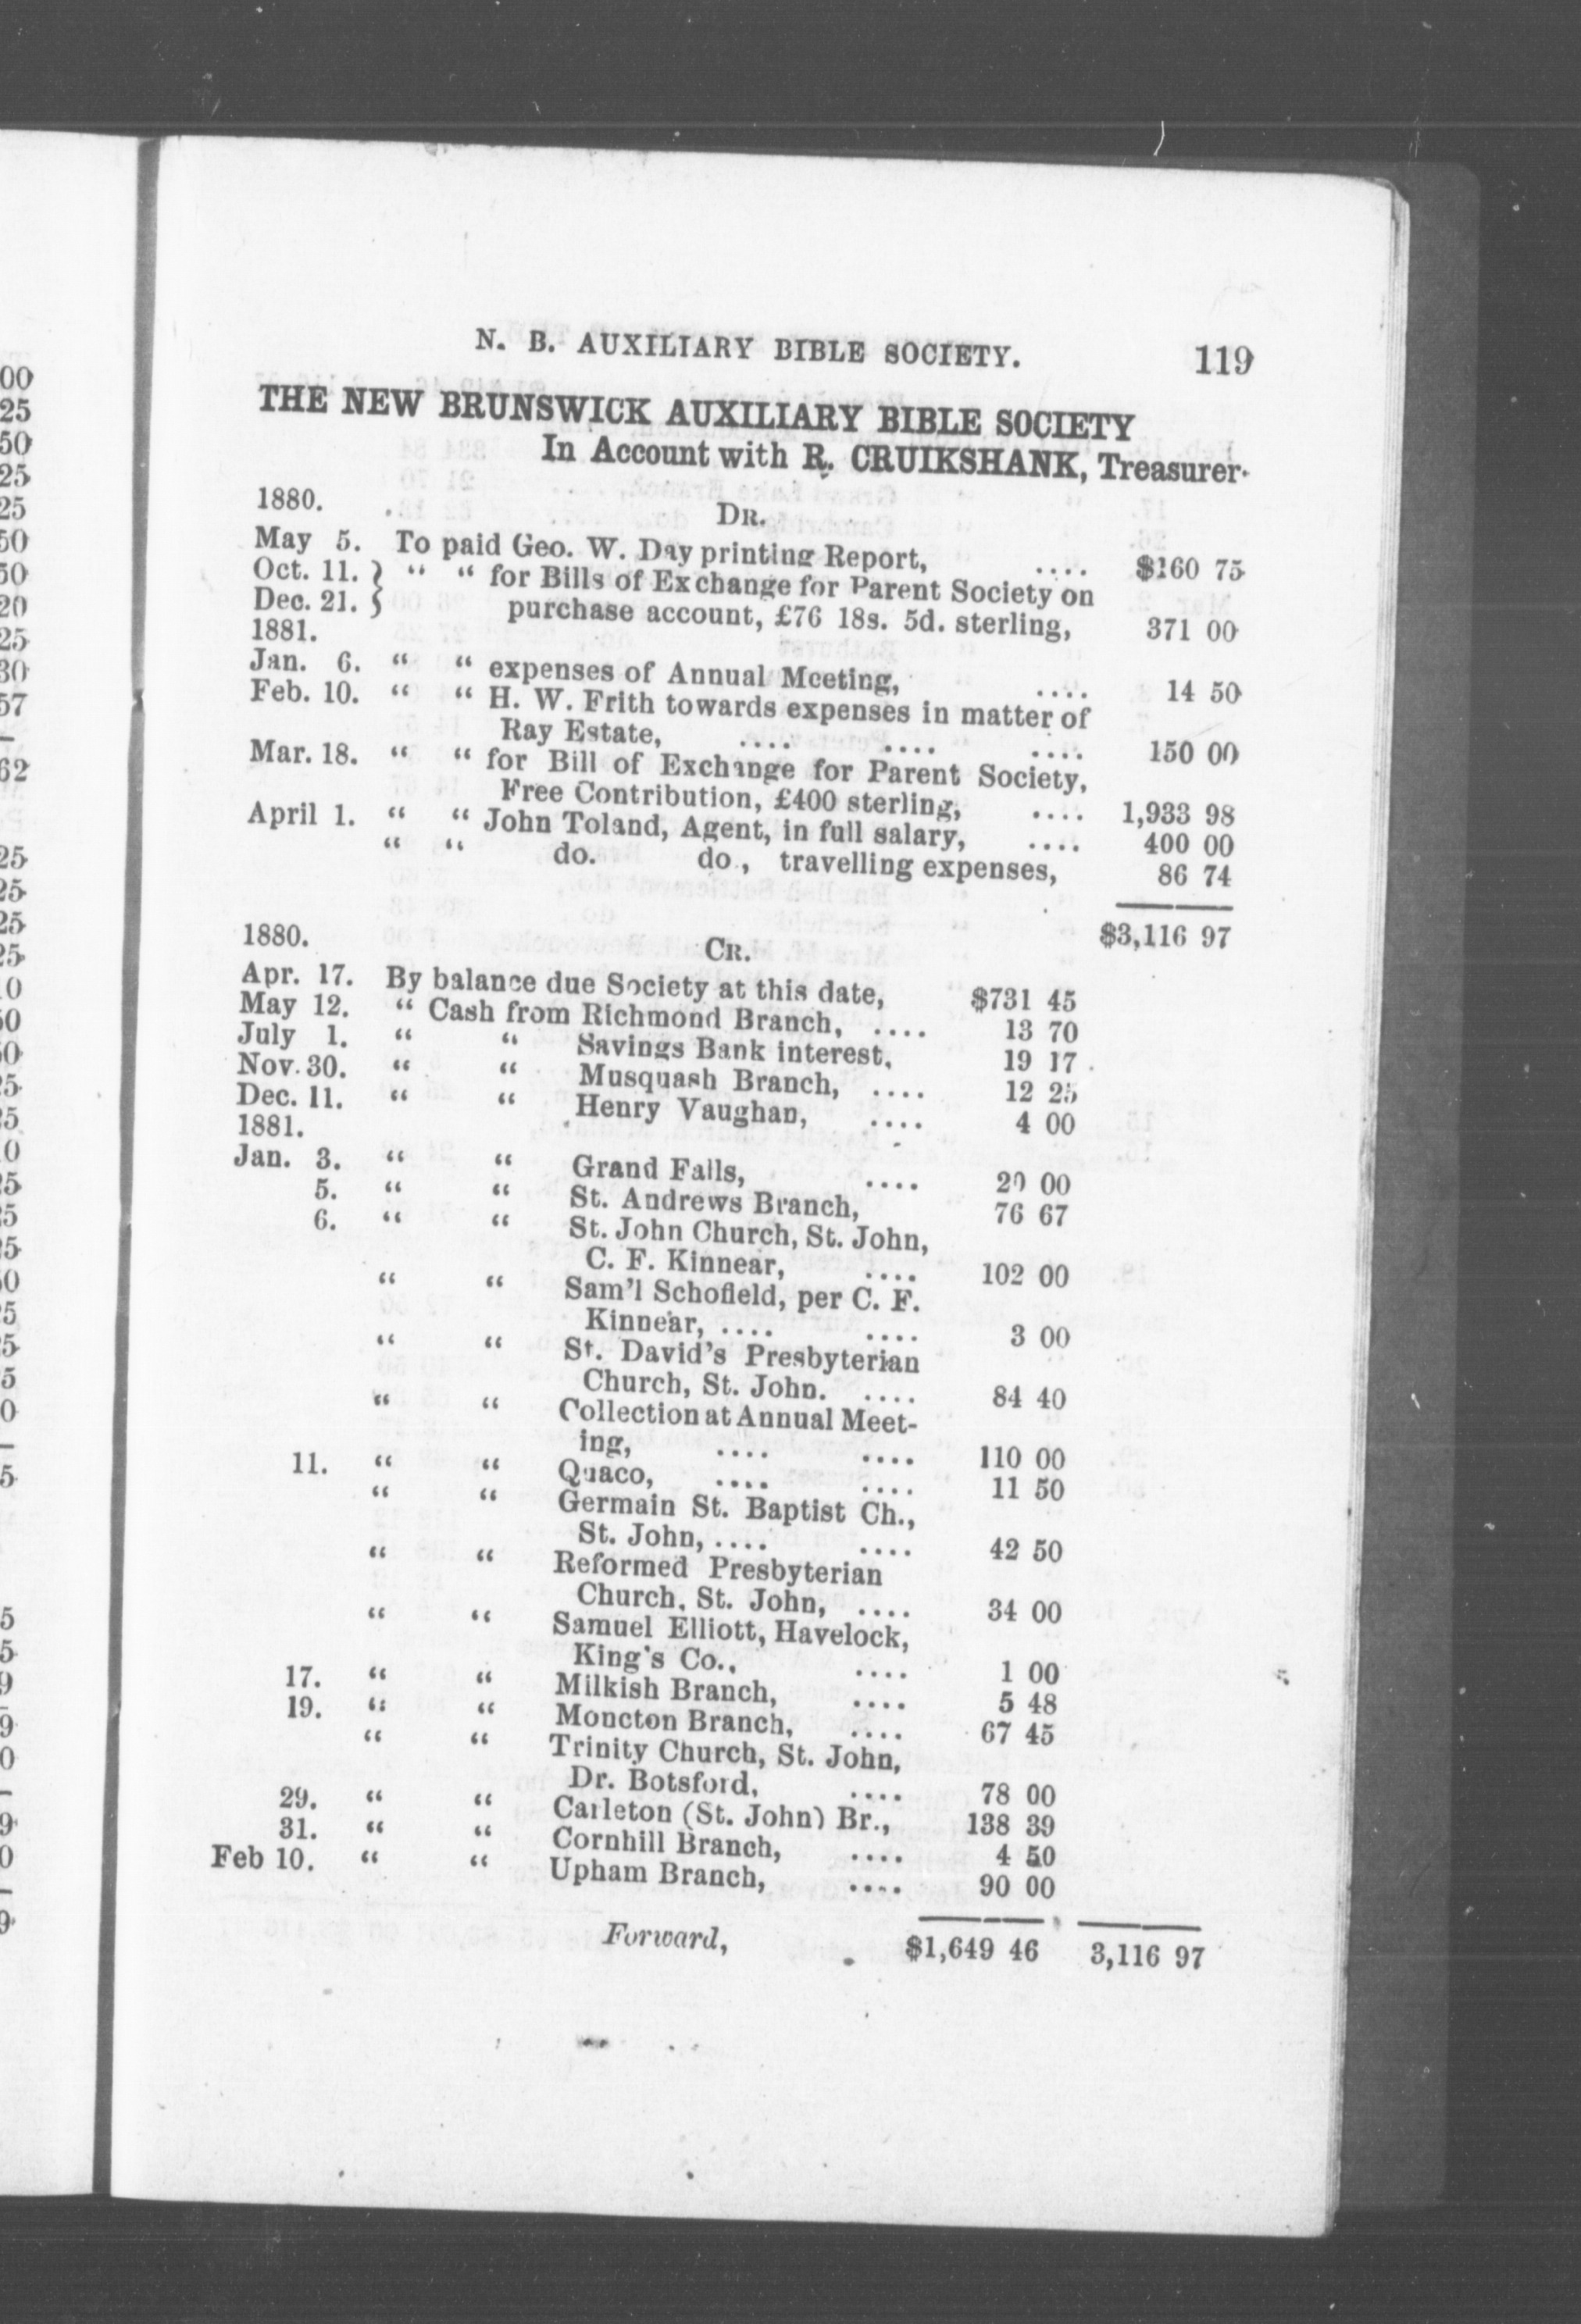 N. B. AUXILIARY BIBLE SOCIETY. 119
THE NEW BRUNSWICK AUXILIARY BIBLE SOCIETY
In Account with R. CRUIKSHANK, Treasurer.
1880. DR.
May 5. To paid Geo. W. Day printing Report, .... $160 75
Oct. 11. } “ “ for Bills of Exchange for Parent Society on
Dec. 21. } purchase account, £76 18s. 5d. sterling, 371 00
1881.
Jan. 6. “ “ expenses of Annual Meeting, .... 14 50
Feb. 10. “ “ H. W. Frith towards expenses in matter of
Ray Estate, .... .... .... 150 00
Mar. 18. “ “ for Bill of Exchange for Parent Society,
Free Contribution, £400 sterling, .... 1,933 98
April 1. “ “ John Toland, Agent, in full salary, .... 400 00
“ “ do. do., travelling expenses, 86 74
$3,116 97
1880. CR.
Apr. 17. By balance due Society at this date, $731 45
May 12. “ Cash from Richmond Branch, .... 13 70
July 1. “ “ Savings Bank interest, 19 17
Nov. 30. “ “ Musquash Branch, .... 12 25
Dec. 11. “ “ Henry Vaughan, .... 4 00
1881.
Jan. 3. “ “ Grand Falls, .... 20 00
5. “ “ St. Andrews Branch, 76 67
6. “ “ St. John Church, St. John,
C. F. Kinnear, .... 102 00
“ “ Sam'l Schofield, per C. F.
Kinnear, .... .... 3 00
“ “ St. David's Presbyterian
Church, St. John. .... 84 40
“ “ Collection at Annual Meet-
ing, .... .... 110 00
11. “ “ Quaco, .... .... 11 50
“ “ Germain St. Baptist Ch.,
St. John, .... .... 42 50
“ “ Reformed Presbyterian
Church, St. John, .... 34 00
“ “ Samuel Elliott, Havelock,
King's Co., .... 1 00
17. “ “ Milkish Branch, .... 5 48
19. “ “ Moncton Branch, .... 67 45
“ “ Trinity Church, St. John,
Dr. Botsford, .... 78 00
29. “ “ Carleton (St. John) Br., 138 39
31. “ “ Cornhill Branch, .... 4 50
Feb 10. “ “ Upham Branch, .... 90 00
Forward, $1,649 46 3,116 97